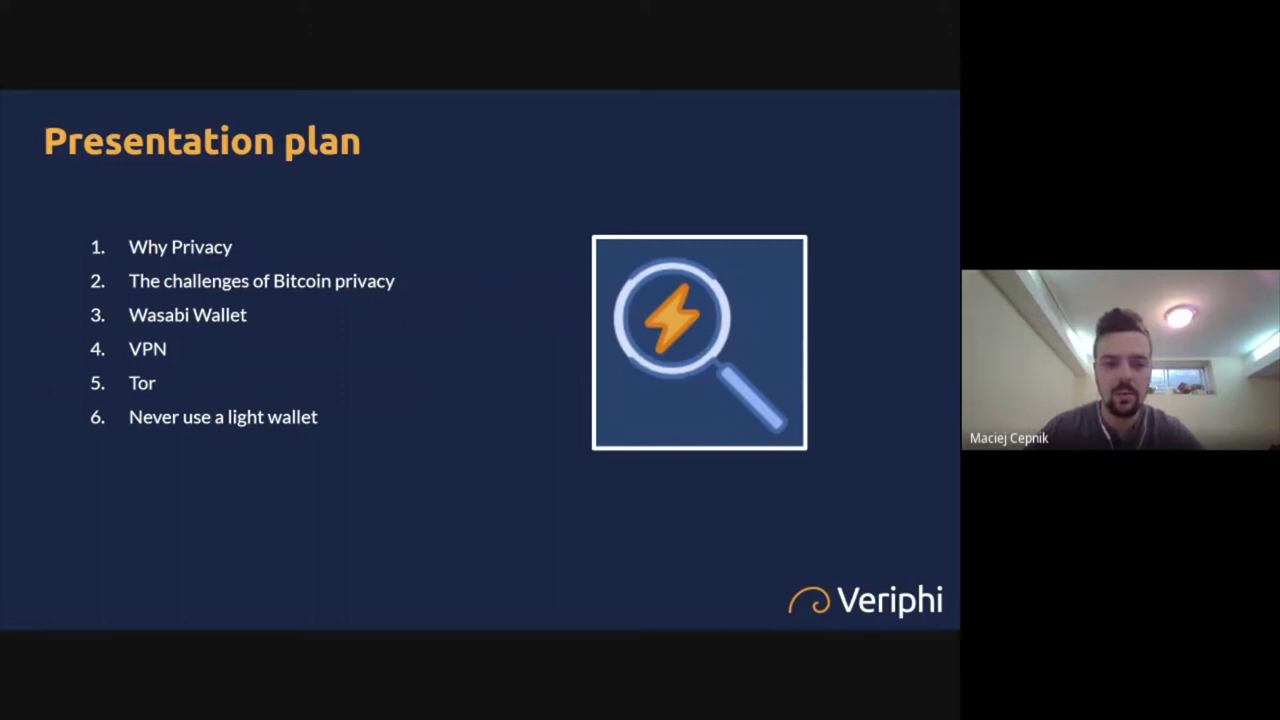 Presentation plan
1. Why Privacy
2. The challenges of Bitcoin privacy
3. Wasabi Wallet
4. VPN
5. Tor
6. Never use a light wallet
Veriphi
Maciej Cepnik